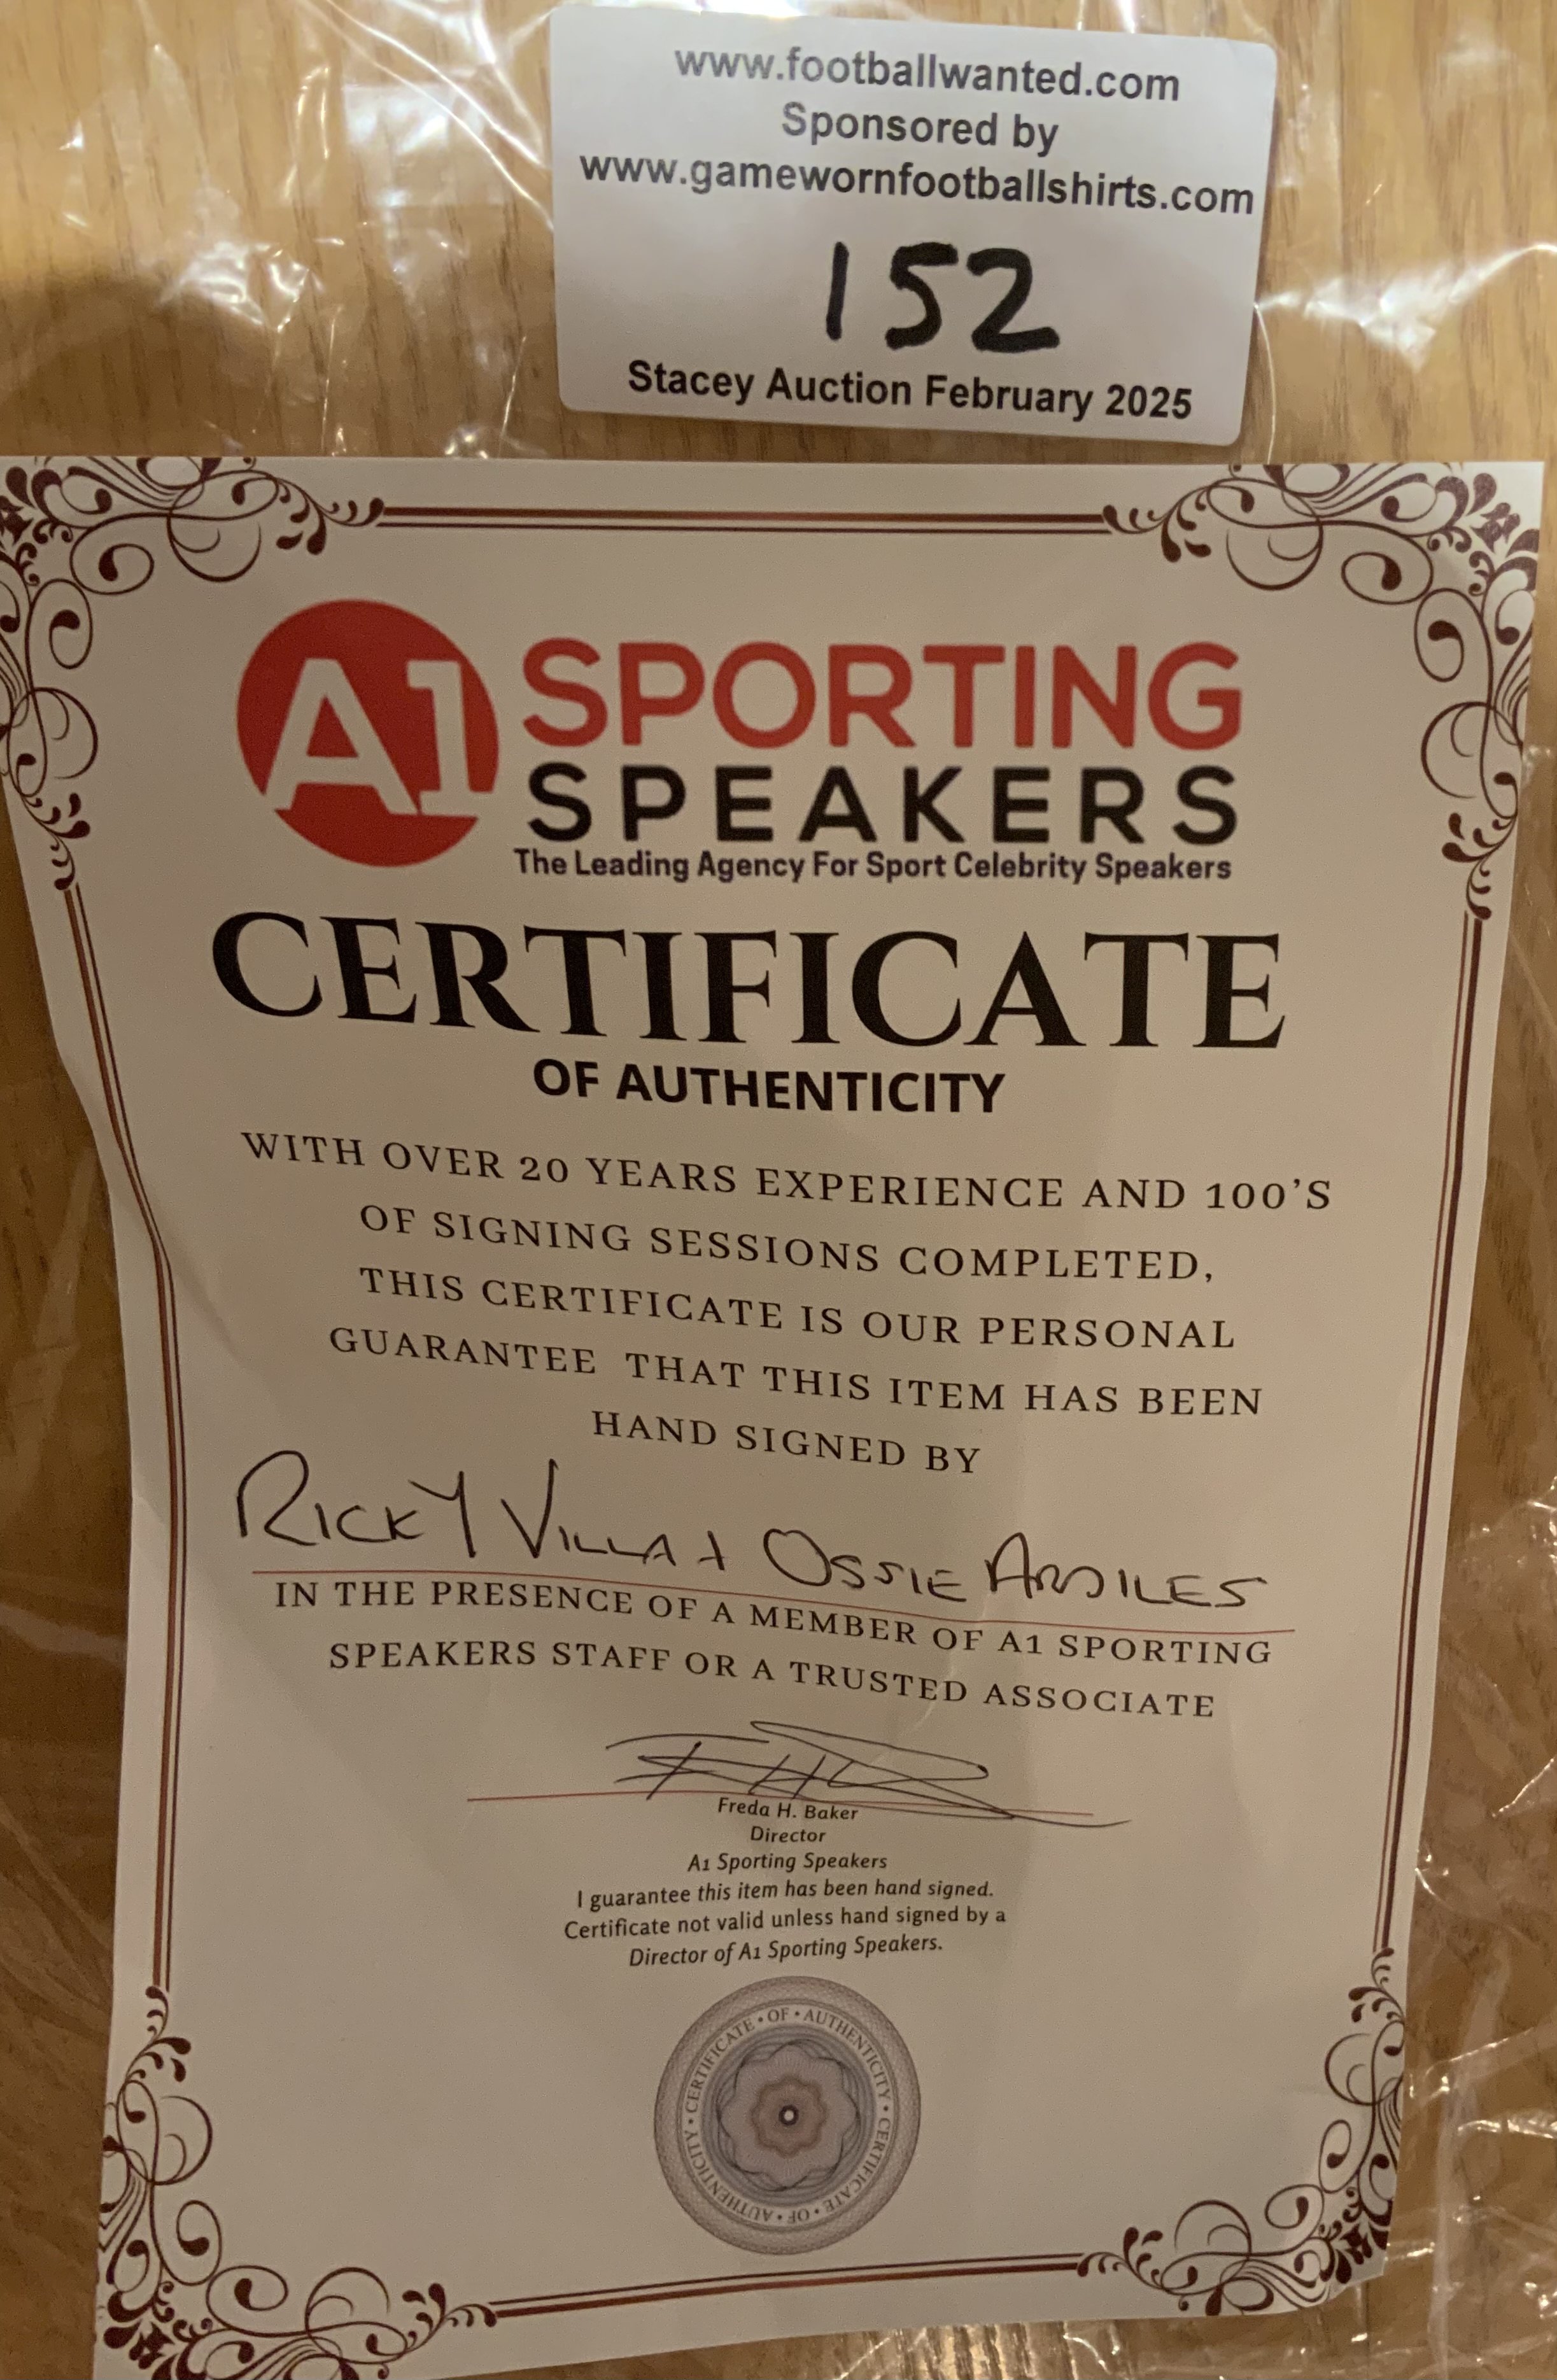 www.footballwanted.com
Sponsored by
www.gamewornfootballshirts.com
152
Stacey Auction February 2025
A1 SPORTING
SPEAKERS
The Leading Agency For Sport Celebrity Speakers
CERTIFICATE
OF AUTHENTICITY
WITH OVER 20 YEARS EXPERIENCE AND 100'S
OF SIGNING SESSIONS COMPLETED,
THIS CERTIFICATE IS OUR PERSONAL
GUARANTEE THAT THIS ITEM HAS BEEN
HAND SIGNED BY
RICKY VILLA + OSSIE ARDILES
IN THE PRESENCE OF A MEMBER OF A1 SPORTING
SPEAKERS STAFF OR A TRUSTED ASSOCIATE
Freda H. Baker
Director
A1 Sporting Speakers
I guarantee this item has been hand signed.
Certificate not valid unless hand signed by a
Director of A1 Sporting Speakers.
CERTIFICATE • OF • AUTHENTICITY • CERTIFICATE • OF • AUTHENTICITY •